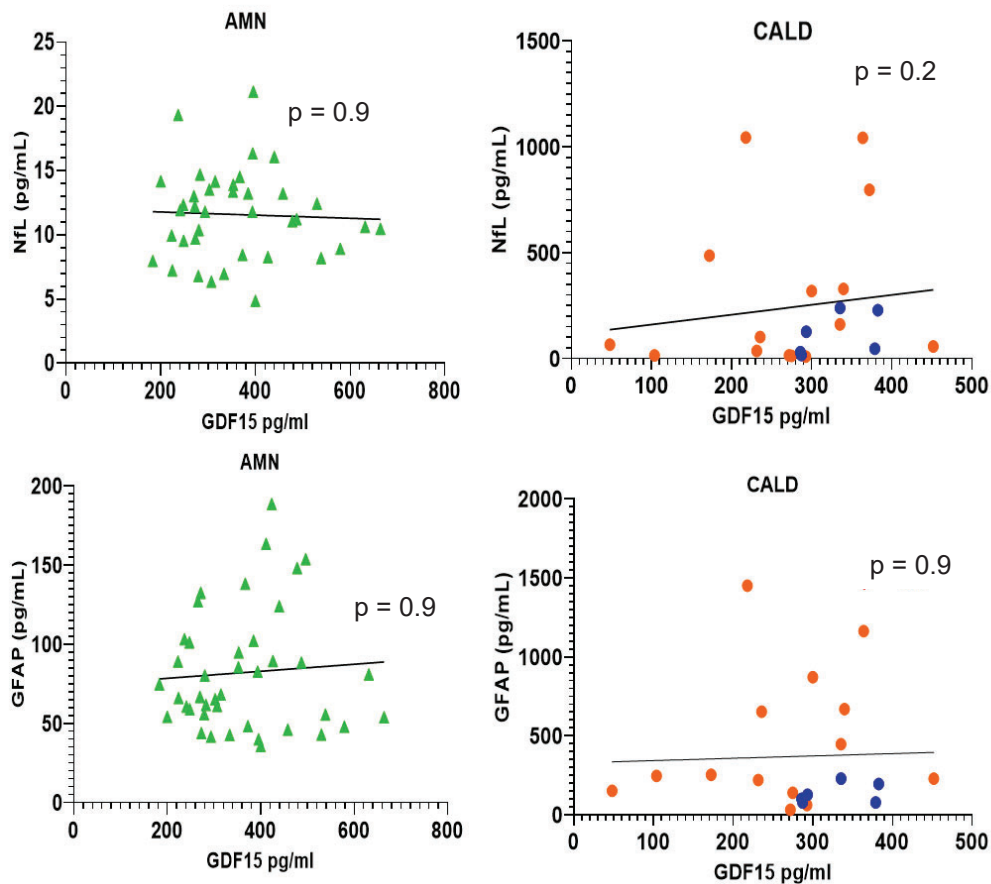 AMN
25
20
15
10
5
0
NfL (pg/mL)
p = 0.9
0
200
400
600
800
GDF15 pg/ml
CALD
1500
1000
500
0
NfL (pg/mL)
p = 0.2
0
100
200
300
400
500
GDF15 pg/ml
AMN
200
150
100
50
0
GFAP (pg/mL)
p = 0.9
0
200
400
600
800
GDF15 pg/ml
CALD
2000
1500
1000
500
0
GFAP (pg/mL)
p = 0.9
0
100
200
300
400
500
GDF15 pg/ml